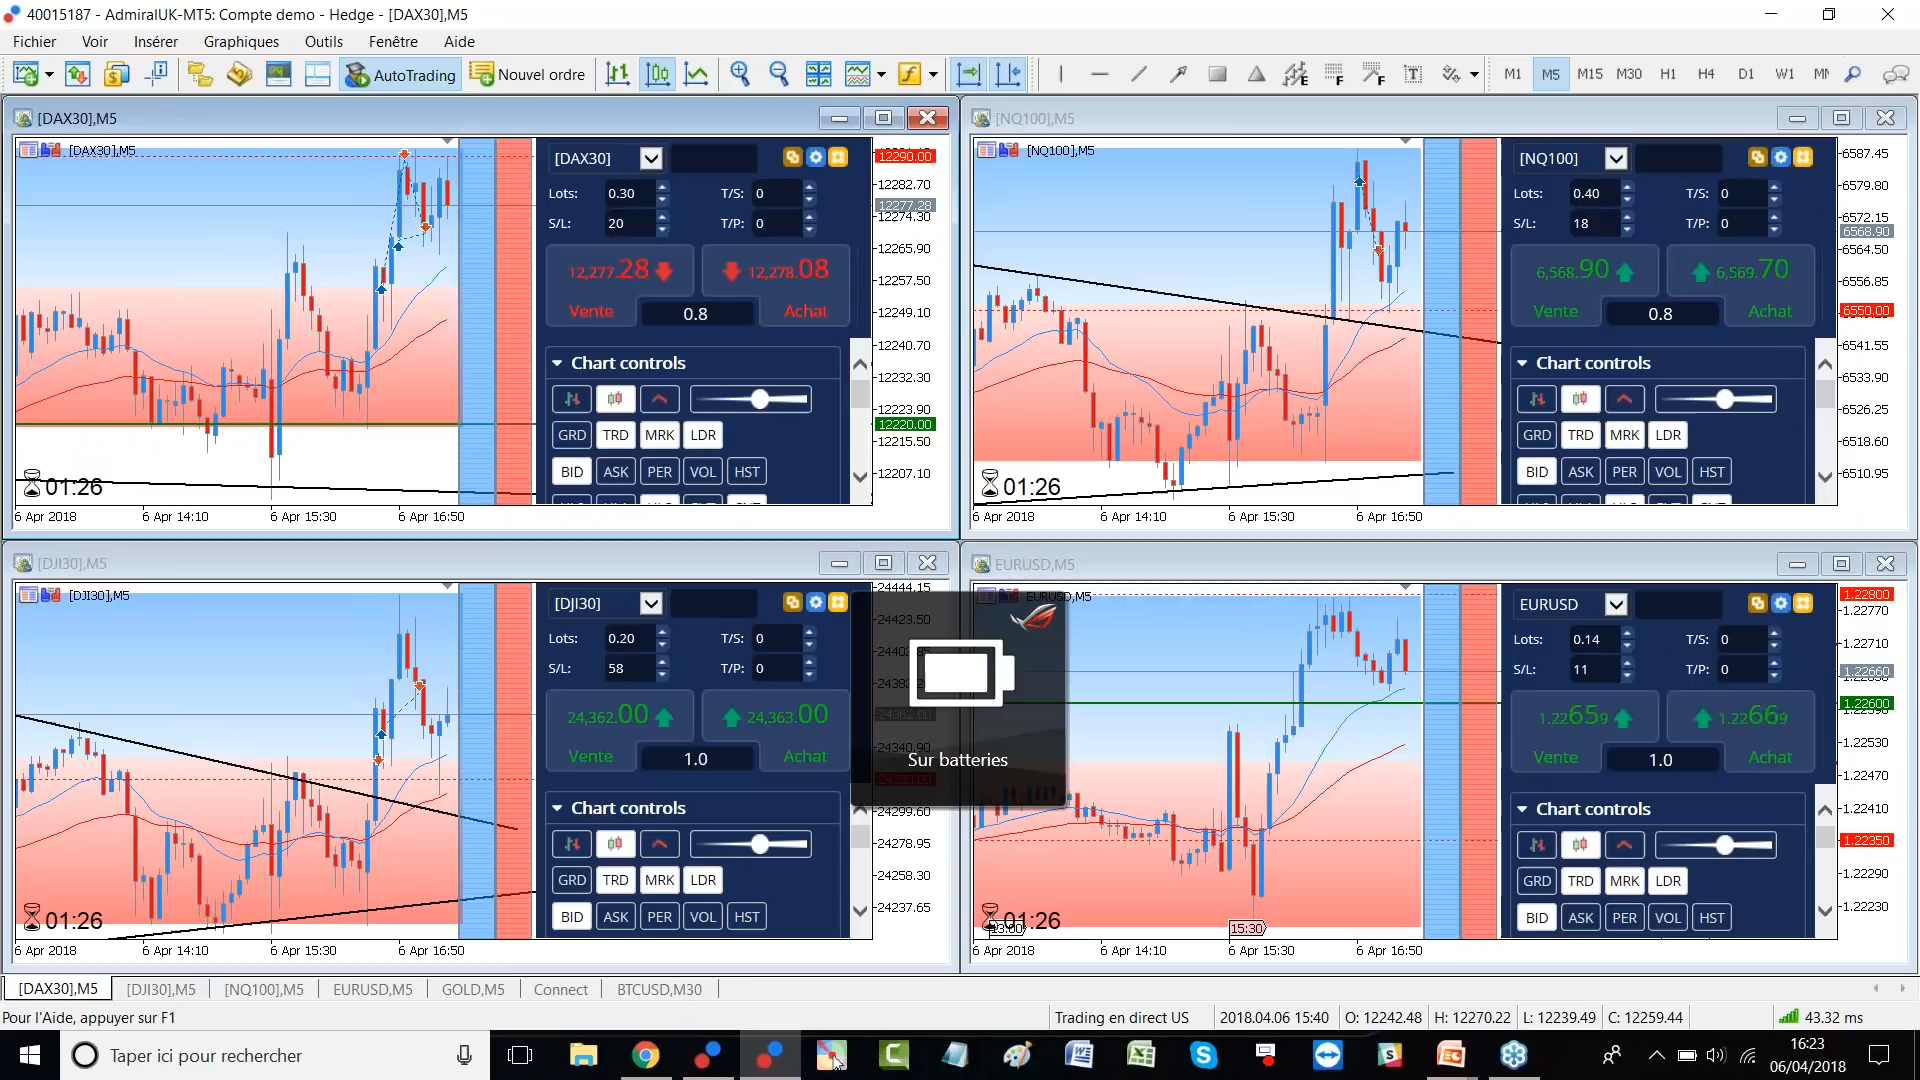 40015187 - AdmiralUK-MT5: Compte demo - Hedge - [DAX30],M5
Fichier Voir Insérer Graphiques Outils Fenêtre Aide
AutoTrading Nouvel ordre M1 M5 M15 M30 H1 H4 D1 W1
[DAX30],M5
[DAX30],M5
12290.00
12282.70
12277.28
12274.30
12265.90
12257.50
12249.10
12240.70
12232.30
12223.90
12220.00
12215.50
12207.10
[DAX30]
Lots: 0.30 T/S: 0
S/L: 20 T/P: 0
12,277.28 12,278.08
Vente 0.8 Achat
Chart controls
GRD TRD MRK LDR
BID ASK PER VOL HST
01:26
6 Apr 2018 6 Apr 14:10 6 Apr 15:30 6 Apr 16:50
[NQ100],M5
[NQ100],M5
6587.45
6579.80
6572.15
6568.90
6564.50
6556.85
6550.00
6541.55
6533.90
6526.25
6518.60
6510.95
[NQ100]
Lots: 0.40 T/S: 0
S/L: 18 T/P: 0
6,568.90 6,569.70
Vente 0.8 Achat
Chart controls
GRD TRD MRK LDR
BID ASK PER VOL HST
01:26
6 Apr 2018 6 Apr 14:10 6 Apr 15:30 6 Apr 16:50
[DJI30],M5
[DJI30],M5
24444.15
24423.50
24340.90
24299.60
24278.95
24258.30
24237.65
[DJI30]
Lots: 0.20 T/S: 0
S/L: 58 T/P: 0
24,362.00 24,363.00
Vente 1.0 Achat
Chart controls
GRD TRD MRK LDR
BID ASK PER VOL HST
01:26
6 Apr 2018 6 Apr 14:10 6 Apr 15:30 6 Apr 16:50
Sur batteries
EURUSD,M5
EURUSD,M5
1.22800
1.22770
1.22710
1.22660
1.22600
1.22530
1.22470
1.22410
1.22350
1.22290
1.22230
EURUSD
Lots: 0.14 T/S: 0
S/L: 11 T/P: 0
1.22659 1.22669
Vente 1.0 Achat
Chart controls
GRD TRD MRK LDR
BID ASK PER VOL HST
01:26
13:00
15:30
6 Apr 2018 6 Apr 14:10 6 Apr 15:30 6 Apr 16:50
[DAX30],M5 [DJI30],M5 [NQ100],M5 EURUSD,M5 GOLD,M5 Connect BTCUSD,M30
Pour l'Aide, appuyer sur F1
Trading en direct US 2018.04.06 15:40 O: 12242.48 H: 12270.22 L: 12239.49 C: 12259.44 43.32 ms
Taper ici pour rechercher
16:23
06/04/2018